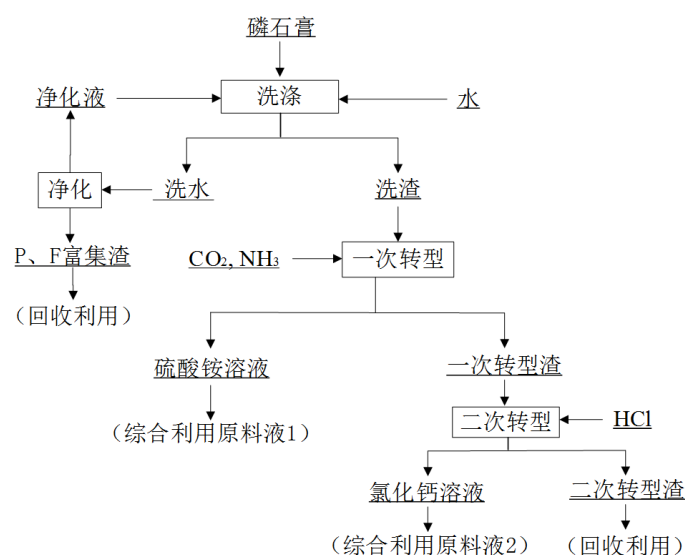 磷石膏
净化液
洗涤
水
净化
洗水
洗渣
P、F富集渣
CO₂, NH₃
一次转型
(回收利用)
硫酸铵溶液
一次转型渣
(综合利用原料液1)
二次转型
HCl
氯化钙溶液
二次转型渣
(综合利用原料液2)
(回收利用)